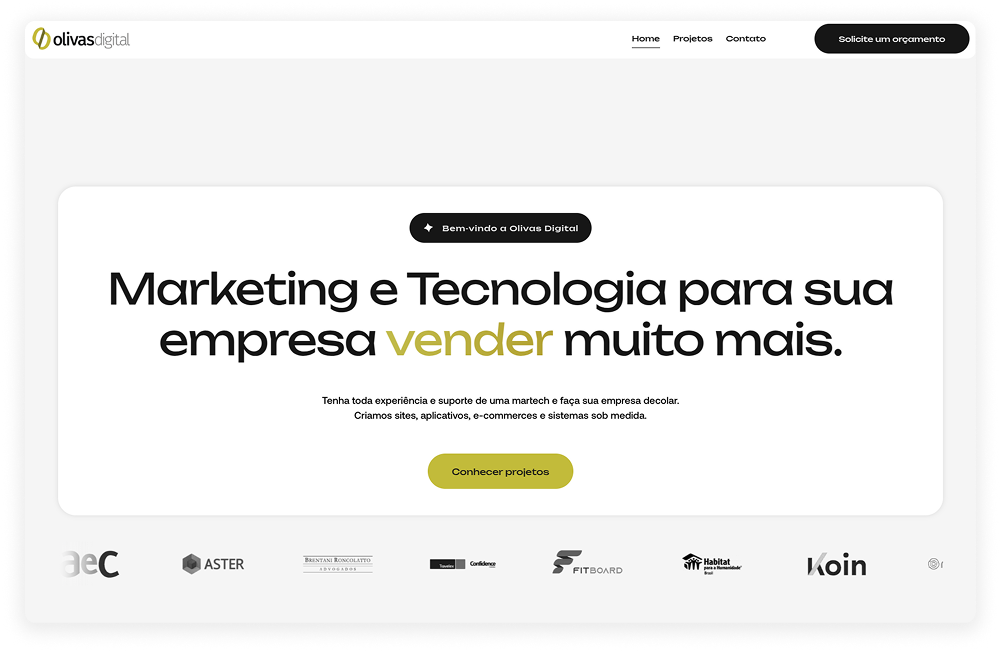 olivasdigital
Home Projetos Contato Solicite um orçamento
Bem-vindo a Olivas Digital
Marketing e Tecnologia para sua
empresa vender muito mais.
Tenha toda experiência e suporte de uma martech e faça sua empresa decolar.
Criamos sites, aplicativos, e-commerces e sistemas sob medida.
Conhecer projetos
aeC
ASTER
Brentani Roncolatto
ADVOGADOS
Travelex Confidence
FITBOARD
Habitat
para a Humanidade
Brasil
Koin